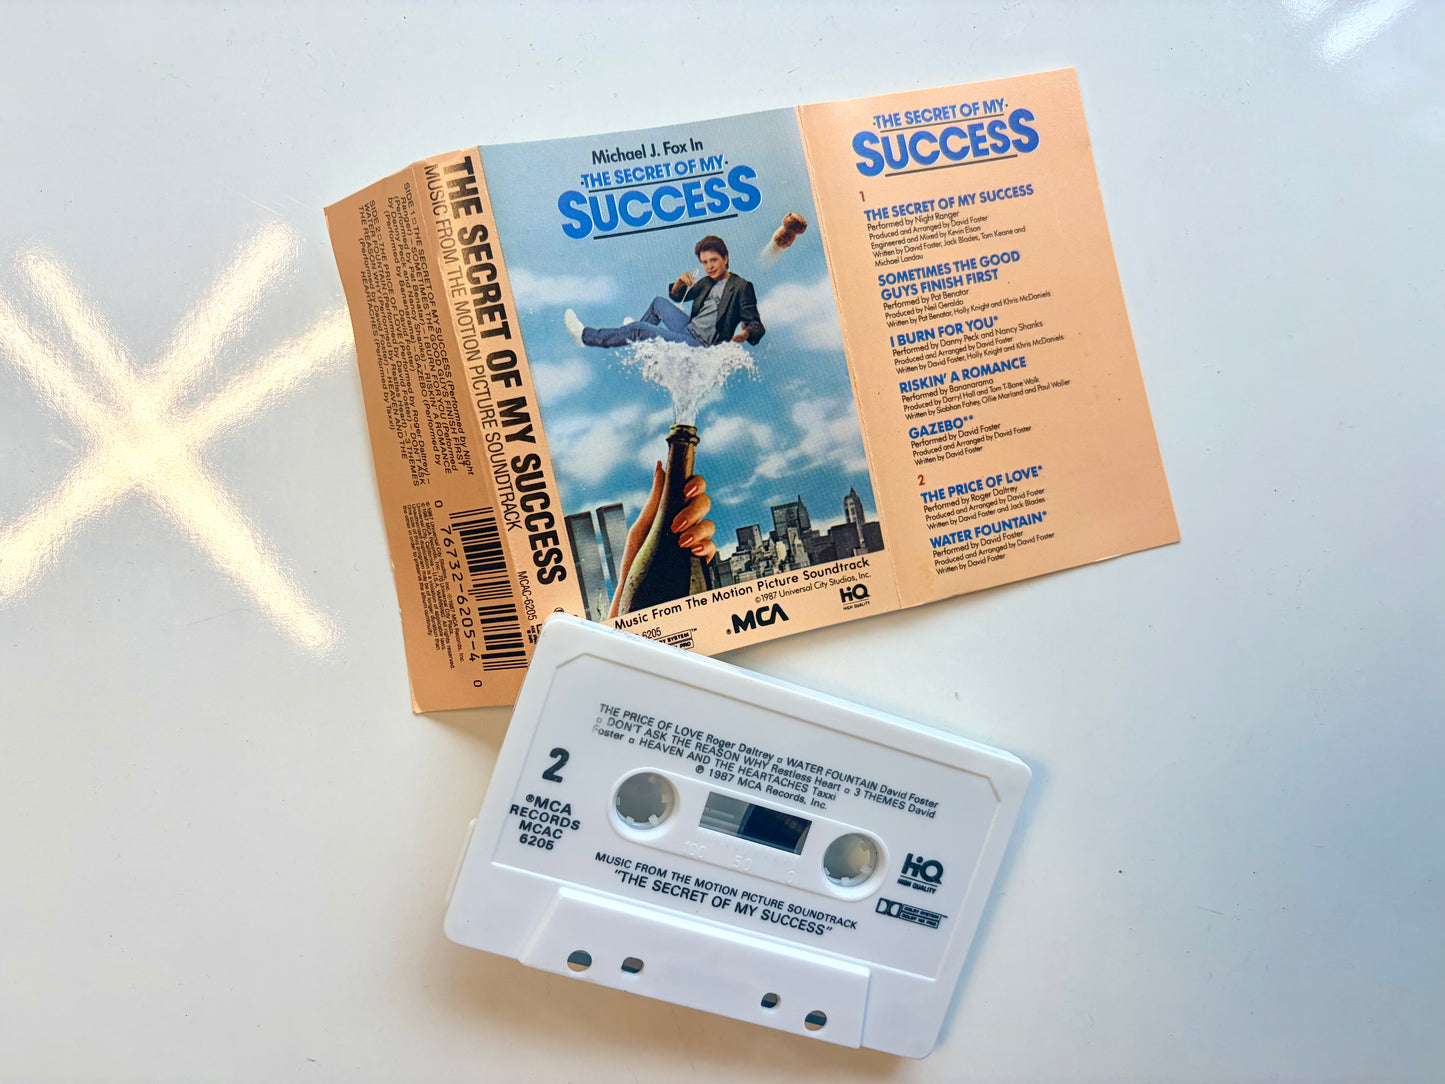 Michael J. Fox In
·THE SECRET OF MY·
SUCCESS
Music From The Motion Picture Soundtrack
©1987 Universal City Studios, Inc.
®MCA
HQ
HIGH QUALITY
6205
THE SECRET OF MY SUCCESS
MUSIC FROM THE MOTION PICTURE SOUNDTRACK
MCAC-6205
0 76732-6205-4 0
·THE SECRET OF MY·
SUCCESS
1
THE SECRET OF MY SUCCESS
Performed by Night Ranger
Produced and Arranged by David Foster
Engineered and Mixed by Kevin Elson
Written by David Foster, Jack Blades, Tom Keane and
Michael Landau
SOMETIMES THE GOOD
GUYS FINISH FIRST
Performed by Pat Benatar
Produced by Neil Geraldo
Written by Pat Benatar, Holly Knight and Khris McDaniels
I BURN FOR YOU*
Performed by Danny Peck and Nancy Shanks
Produced and Arranged by David Foster
Written by David Foster, Holly Knight and Khris McDaniels
RISKIN' A ROMANCE
Performed by Bananarama
Produced by Darryl Hall and Tom T-Bone Wolk
Written by Siobhan Fahey, Ollie Marland and Paul Waller
GAZEBO**
Performed by David Foster
Produced and Arranged by David Foster
Written by David Foster
2
THE PRICE OF LOVE*
Performed by Roger Daltrey
Produced and Arranged by David Foster
Written by David Foster and Jack Blades
WATER FOUNTAIN*
Performed by David Foster
Produced and Arranged by David Foster
Written by David Foster
THE PRICE OF LOVE Roger Daltrey ▫ WATER FOUNTAIN David Foster
▫ DON'T ASK THE REASON WHY Restless Heart ▫ 3 THEMES David
Foster ▫ HEAVEN AND THE HEARTACHES Taxxi
℗ 1987 MCA Records, Inc.
2
®MCA
RECORDS
MCAC
6205
100 50 0
MUSIC FROM THE MOTION PICTURE SOUNDTRACK
"THE SECRET OF MY SUCCESS"
HQ
HIGH QUALITY
DOLBY SYSTEM
DOLBY HX PRO